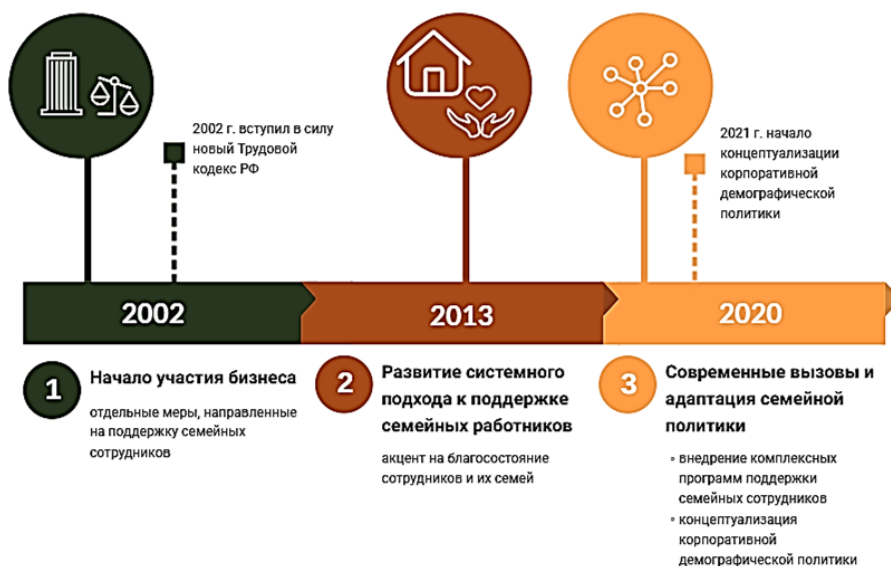 2002 г. вступил в силу
новый Трудовой
кодекс РФ
2021 г. начало
концептуализации
корпоративной
демографической
политики
2002
2013
2020
1
Начало участия бизнеса
отдельные меры, направленные
на поддержку семейных
сотрудников
2
Развитие системного
подхода к поддержке
семейных работников
акцент на благосостояние
сотрудников и их семей
3
Современные вызовы и
адаптация семейной
политики
• внедрение комплексных
программ поддержки
семейных сотрудников
• концептуализация
корпоративной
демографической политики